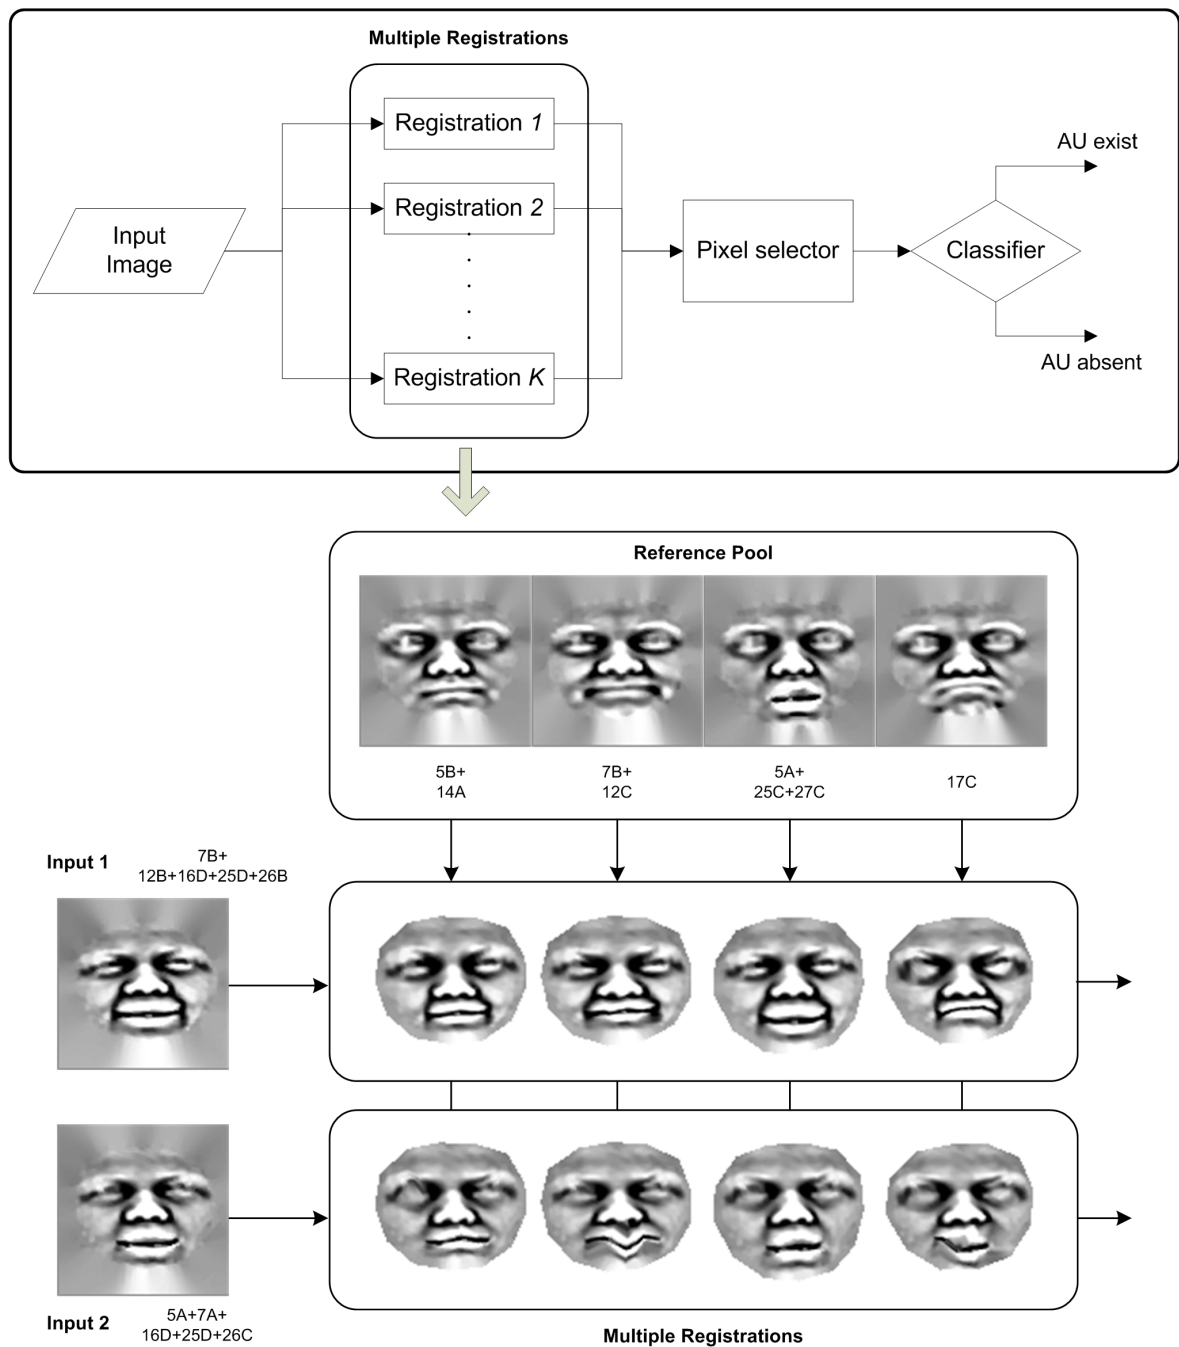 Multiple Registrations
Registration 1
AU exist
Registration 2
Input
Image
Pixel selector
Classifier
Registration K
AU absent
Reference Pool
5B+
14A
7B+
12C
5A+
25C+27C
17C
Input 1
7B+
12B+16D+25D+26B
Input 2
5A+7A+
16D+25D+26C
Multiple Registrations